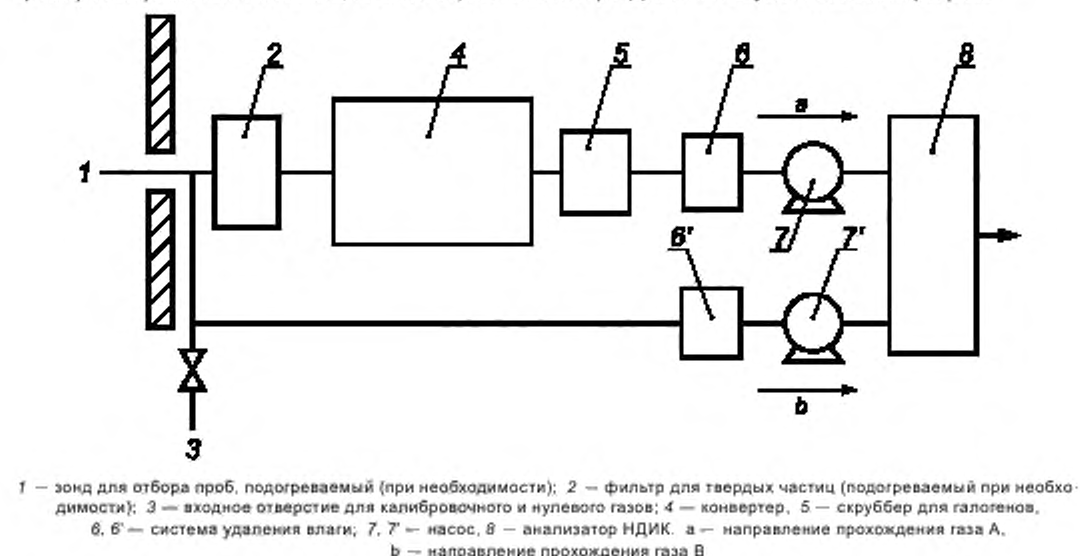 2 4 5 6 8
a
1
6' 7 7'
b
3
1 — зонд для отбора проб, подогреваемый (при необходимости); 2 — фильтр для твердых частиц (подогреваемый при необхо-
димости); 3 — входное отверстие для калибровочного и нулевого газов; 4 — конвертер, 5 — скруббер для галогенов,
6, 6' — система удаления влаги; 7, 7' — насос, 8 — анализатор НДИК. a — направление прохождения газа А,
b — направление прохождения газа В